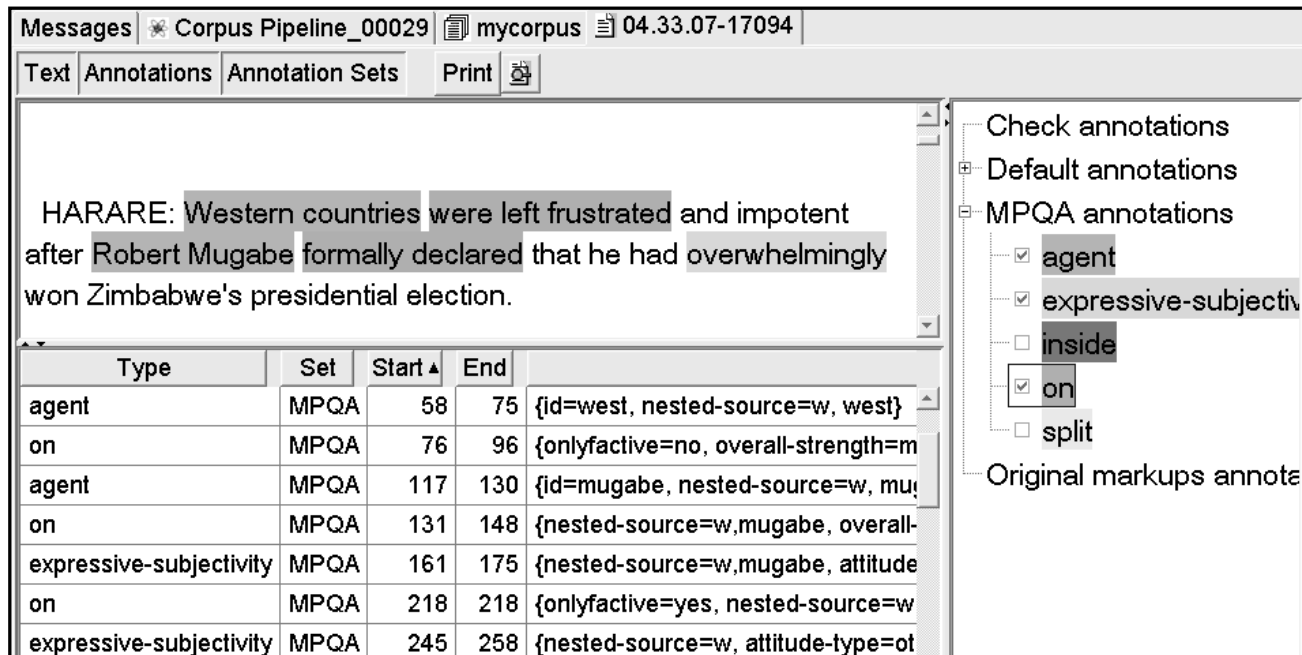 Messages Corpus Pipeline_00029 mycorpus 04.33.07-17094
Text Annotations Annotation Sets Print
HARARE: Western countries were left frustrated and impotent
after Robert Mugabe formally declared that he had overwhelmingly
won Zimbabwe's presidential election.
Type Set Start End
agent MPQA 58 75 {id=west, nested-source=w, west}
on MPQA 76 96 {onlyfactive=no, overall-strength=m
agent MPQA 117 130 {id=mugabe, nested-source=w, mug
on MPQA 131 148 {nested-source=w,mugabe, overall-
expressive-subjectivity MPQA 161 175 {nested-source=w,mugabe, attitude
on MPQA 218 218 {onlyfactive=yes, nested-source=w
expressive-subjectivity MPQA 245 258 {nested-source=w, attitude-type=ot
Check annotations
Default annotations
MPQA annotations
agent
expressive-subjectiv
inside
on
split
Original markups annota